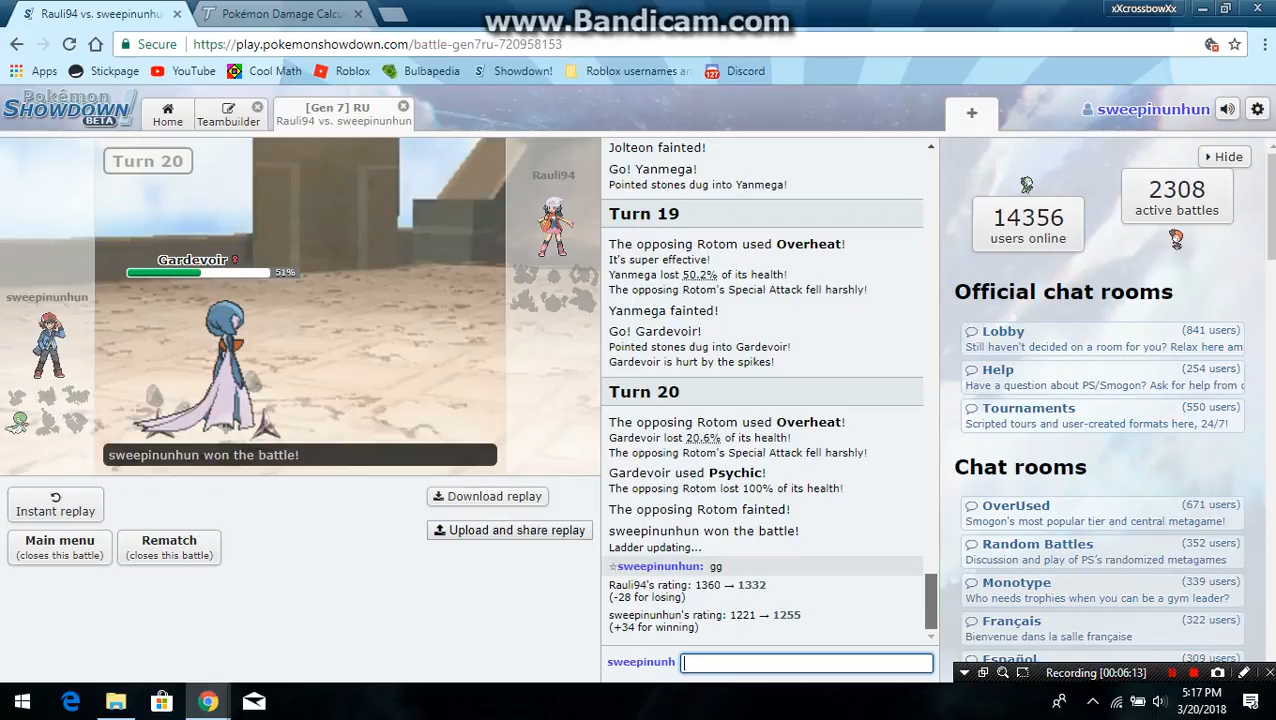 www.Bandicam.com
Rauli94 vs. sweepinunhun
Pokémon Damage Calcu
xXcrossbowXx
Secure
https://play.pokemonshowdown.com/battle-gen7ru-720958153
Apps
Stickpage
YouTube
Cool Math
Roblox
Bulbapedia
Showdown!
Roblox usernames an
Discord
Pokémon
SHOWDOWN
BETA
Home
Teambuilder
[Gen 7] RU
Rauli94 vs. sweepinunhun
+
sweepinunhun
Turn 20
Rauli94
Gardevoir
51%
sweepinunhun
sweepinunhun won the battle!
Instant replay
Download replay
Upload and share replay
Main menu
(closes this battle)
Rematch
(closes this battle)
Jolteon fainted!
Go! Yanmega!
Pointed stones dug into Yanmega!
Turn 19
The opposing Rotom used Overheat!
It's super effective!
Yanmega lost 50.2% of its health!
The opposing Rotom's Special Attack fell harshly!
Yanmega fainted!
Go! Gardevoir!
Pointed stones dug into Gardevoir!
Gardevoir is hurt by the spikes!
Turn 20
The opposing Rotom used Overheat!
Gardevoir lost 20.6% of its health!
The opposing Rotom's Special Attack fell harshly!
Gardevoir used Psychic!
The opposing Rotom lost 100% of its health!
The opposing Rotom fainted!
sweepinunhun won the battle!
Ladder updating...
☆sweepinunhun: gg
Rauli94's rating: 1360 → 1332
(-28 for losing)
sweepinunhun's rating: 1221 → 1255
(+34 for winning)
sweepinunh
Hide
14356
users online
2308
active battles
Official chat rooms
Lobby (841 users)
Still haven't decided on a room for you? Relax here am
Help (254 users)
Have a question about PS/Smogon? Ask for help from c
Tournaments (550 users)
Scripted tours and user-created formats here, 24/7!
Chat rooms
OverUsed (671 users)
Smogon's most popular tier and central metagame!
Random Battles (352 users)
Discussion and play of PS's randomized metagames
Monotype (339 users)
Who needs trophies when you can be a gym leader?
Français (322 users)
Bienvenue dans la salle française
Español (309 users)
Recording [00:06:13]
5:17 PM
3/20/2018